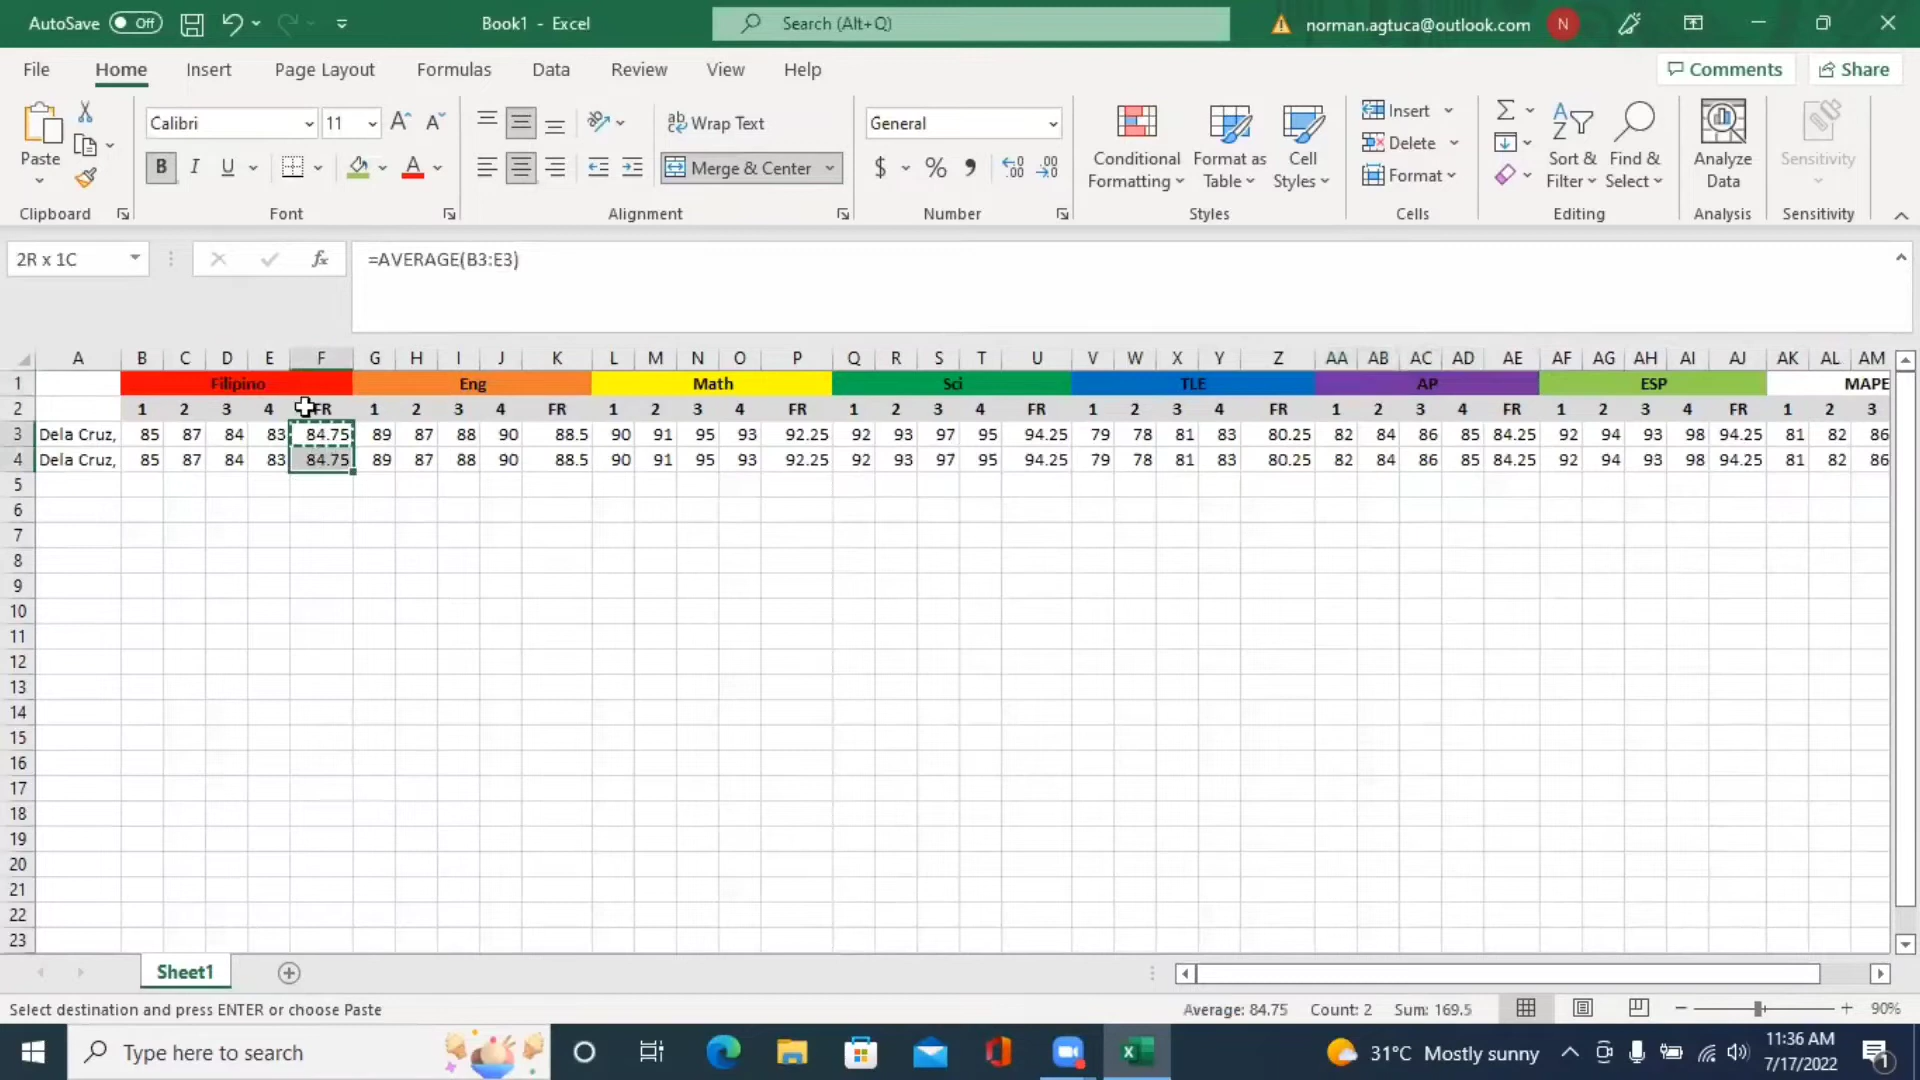 AutoSave Off Book1 - Excel Search (Alt+Q) norman.agtuca@outlook.com N
File Home Insert Page Layout Formulas Data Review View Help Comments Share
Calibri 11 Wrap Text General Insert
Paste B I U Merge & Center $ % Conditional Formatting Format as Table Cell Styles Delete Format Sort & Filter Find & Select Analyze Data Sensitivity
Clipboard Font Alignment Number Styles Cells Editing Analysis Sensitivity
2R x 1C fx =AVERAGE(B3:E3)
A B C D E F G H I J K L M N O P Q R S T U V W X Y Z AA AB AC AD AE AF AG AH AI AJ AK AL AM
1 Filipino Eng Math Sci TLE AP ESP MAPE
2 1 2 3 4 FR 1 2 3 4 FR 1 2 3 4 FR 1 2 3 4 FR 1 2 3 4 FR 1 2 3 4 FR 1 2 3 4 FR 1 2 3
3 Dela Cruz, 85 87 84 83 84.75 89 87 88 90 88.5 90 91 95 93 92.25 92 93 97 95 94.25 79 78 81 83 80.25 82 84 86 85 84.25 92 94 93 98 94.25 81 82 86
4 Dela Cruz, 85 87 84 83 84.75 89 87 88 90 88.5 90 91 95 93 92.25 92 93 97 95 94.25 79 78 81 83 80.25 82 84 86 85 84.25 92 94 93 98 94.25 81 82 86
5
6
7
8
9
10
11
12
13
14
15
16
17
18
19
20
21
22
23
Sheet1
Select destination and press ENTER or choose Paste Average: 84.75 Count: 2 Sum: 169.5 90%
Type here to search 31°C Mostly sunny 11:36 AM
7/17/2022 1